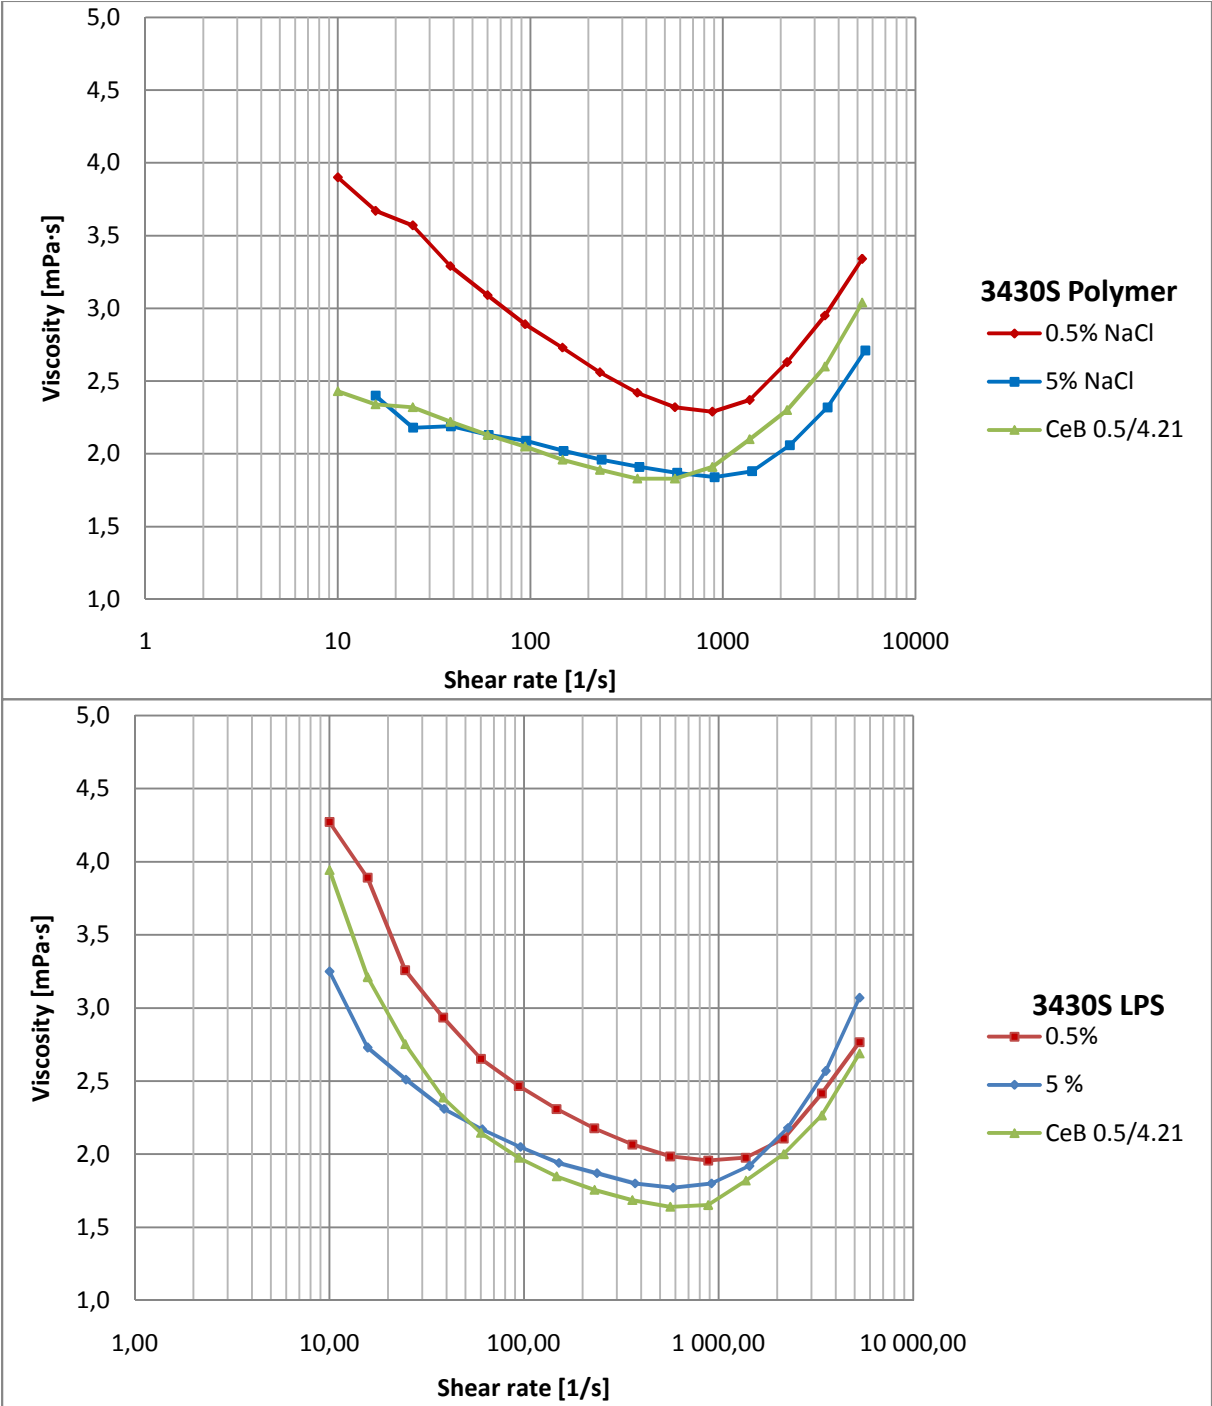 5,0
4,5
4,0
3,5
3,0
2,5
2,0
1,5
1,0
Viscosity [mPa·s]
1 10 100 1000 10000
Shear rate [1/s]
3430S Polymer
0.5% NaCl
5% NaCl
CeB 0.5/4.21
5,0
4,5
4,0
3,5
3,0
2,5
2,0
1,5
1,0
Viscosity [mPa·s]
1,00 10,00 100,00 1 000,00 10 000,00
Shear rate [1/s]
3430S LPS
0.5%
5 %
CeB 0.5/4.21